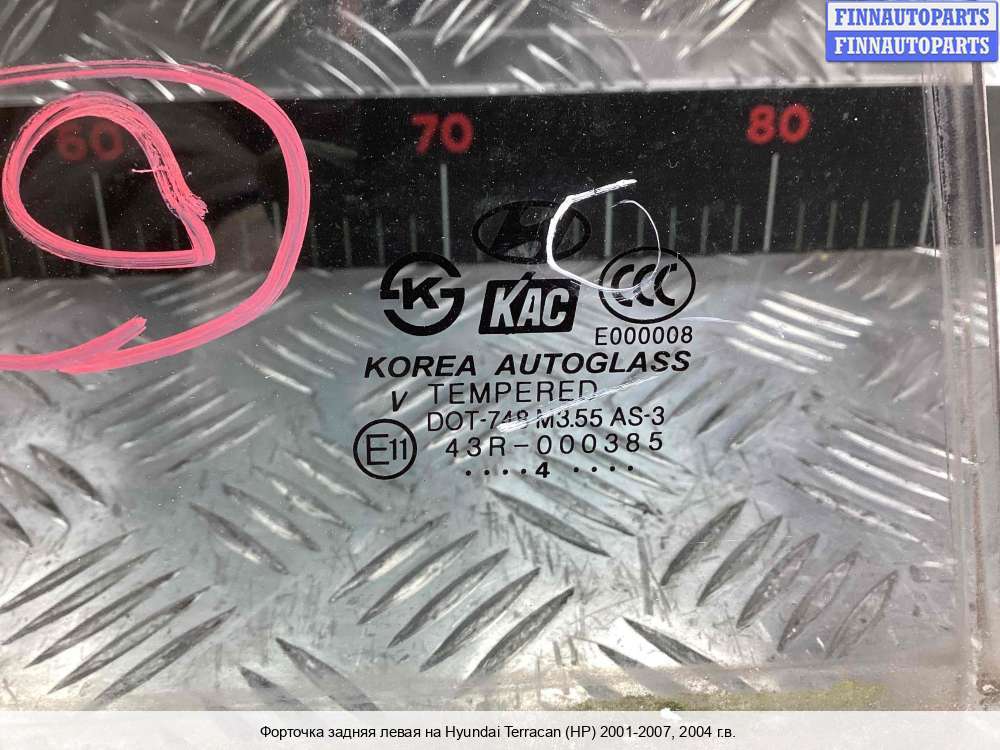 FINNAUTOPARTS
FINNAUTOPARTS
60 70 80
K KAC CCC
E000008
KOREA AUTOGLASS
V TEMPERED
DOT-748 M3.55 AS-3
E11 43R-000385
....4 ....
Форточка задняя левая на Hyundai Terracan (HP) 2001-2007, 2004 г.в.